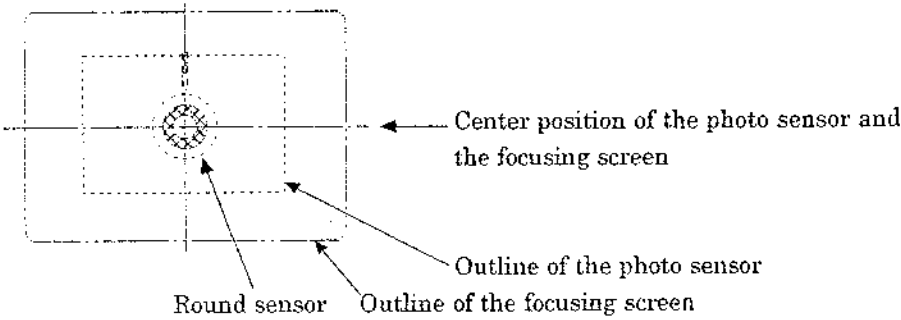 Center position of the photo sensor and
the focusing screen
Outline of the photo sensor
Round sensor
Outline of the focusing screen